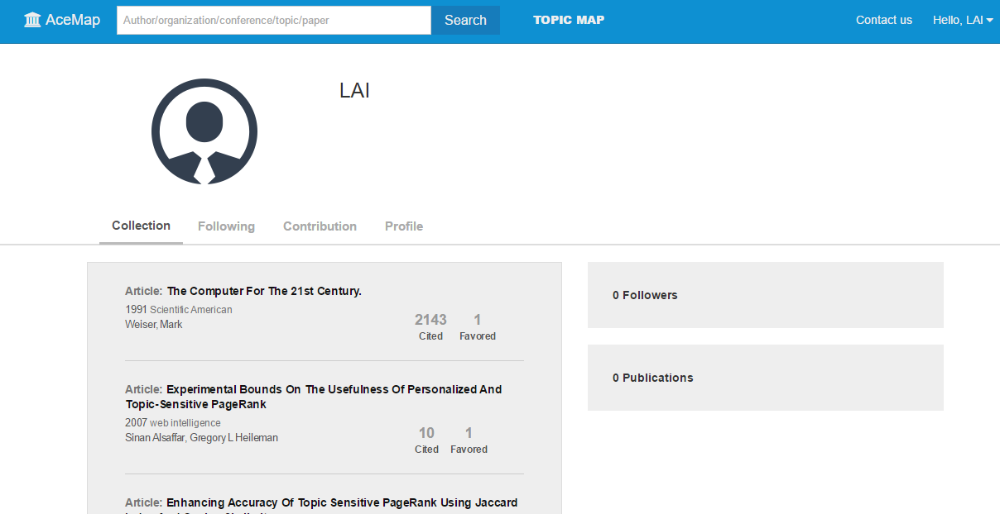 AceMap
Author/organization/conference/topic/paper
Search
TOPIC MAP
Contact us
Hello, LAI
LAI
Collection
Following
Contribution
Profile
Article: The Computer For The 21st Century.
1991 Scientific American
Weiser, Mark
2143
1
Cited
Favored
Article: Experimental Bounds On The Usefulness Of Personalized And
Topic-Sensitive PageRank
2007 web intelligence
Sinan Alsaffar, Gregory L Heileman
10
1
Cited
Favored
Article: Enhancing Accuracy Of Topic Sensitive PageRank Using Jaccard
0 Followers
0 Publications